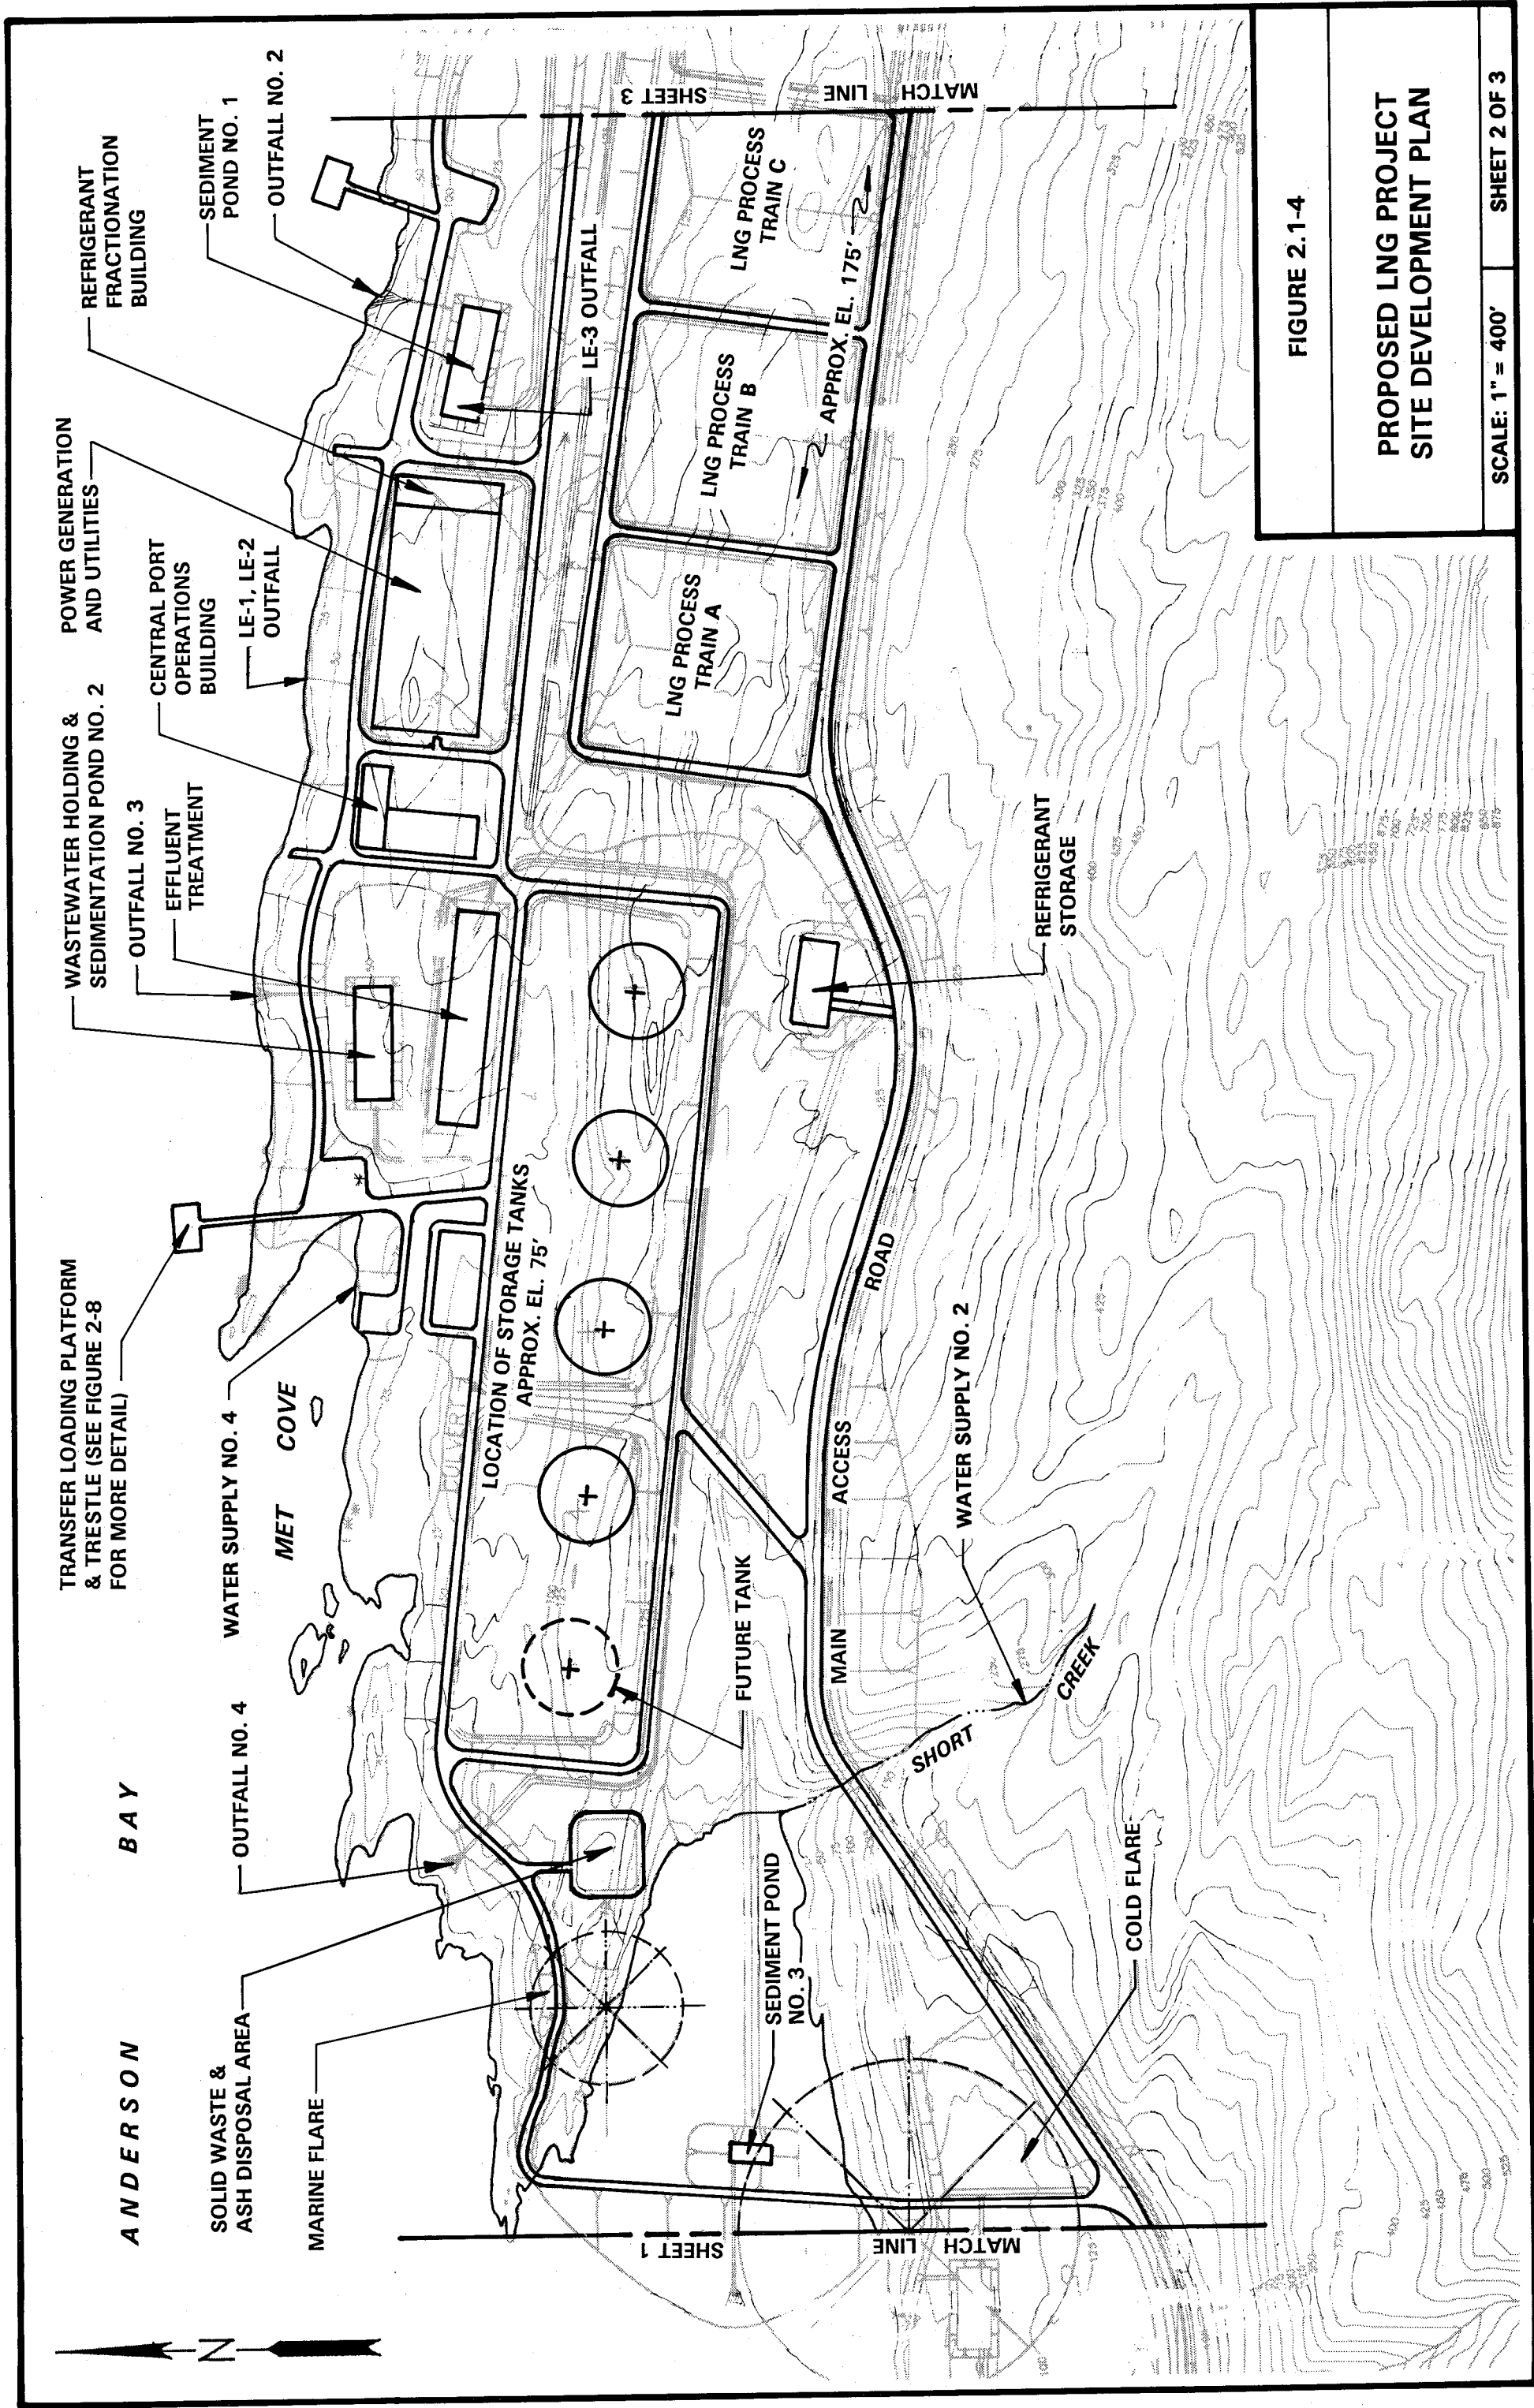 ANDERSON BAY
MET COVE
TRANSFER LOADING PLATFORM
& TRESTLE (SEE FIGURE 2-8
FOR MORE DETAIL)
WASTEWATER HOLDING &
SEDIMENTATION POND NO. 2
POWER GENERATION
AND UTILITIES
REFRIGERANT
FRACTIONATION
BUILDING
SEDIMENT
POND NO. 1
OUTFALL NO. 2
OUTFALL NO. 3
CENTRAL PORT
OPERATIONS
BUILDING
EFFLUENT
TREATMENT
LE-1, LE-2
OUTFALL
SOLID WASTE &
ASH DISPOSAL AREA
OUTFALL NO. 4
WATER SUPPLY NO. 4
MARINE FLARE
LE-3 OUTFALL
CULVERT
LOCATION OF STORAGE TANKS
APPROX. EL. 75'
LNG PROCESS
TRAIN A
LNG PROCESS
TRAIN B
LNG PROCESS
TRAIN C
APPROX. EL. 175'
FUTURE TANK
SEDIMENT POND
NO. 3
MAIN ACCESS ROAD
REFRIGERANT
STORAGE
SHORT CREEK
WATER SUPPLY NO. 2
COLD FLARE
MATCH LINE SHEET 1
MATCH LINE SHEET 3
N
FIGURE 2.1-4
PROPOSED LNG PROJECT
SITE DEVELOPMENT PLAN
SCALE: 1" = 400'
SHEET 2 OF 3